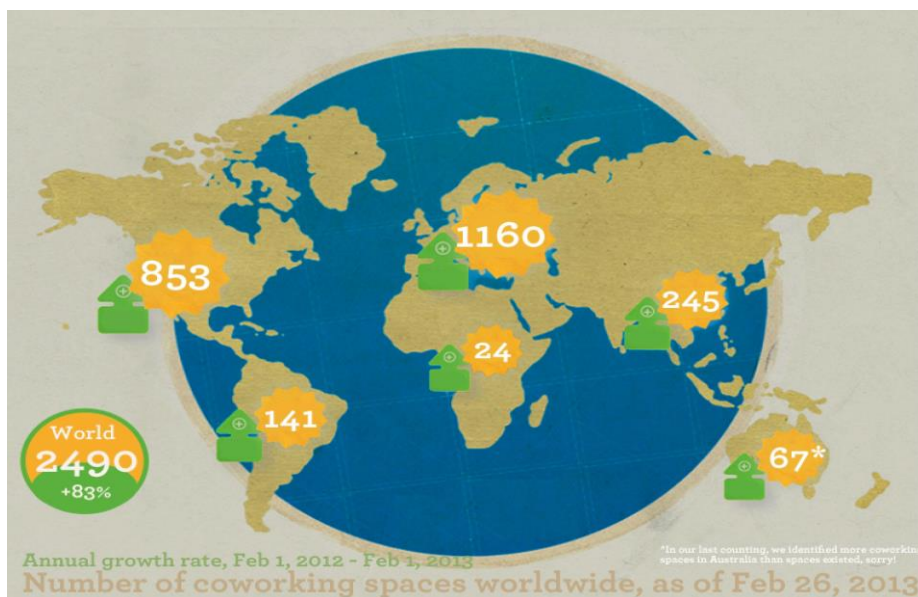 1160
853
245
24
141
67*
World
2490
+83%
*In our last counting, we identified more coworkin
spaces in Australia than spaces existed, sorry!
Annual growth rate, Feb 1, 2012 - Feb 1, 2013
Number of coworking spaces worldwide, as of Feb 26, 2013